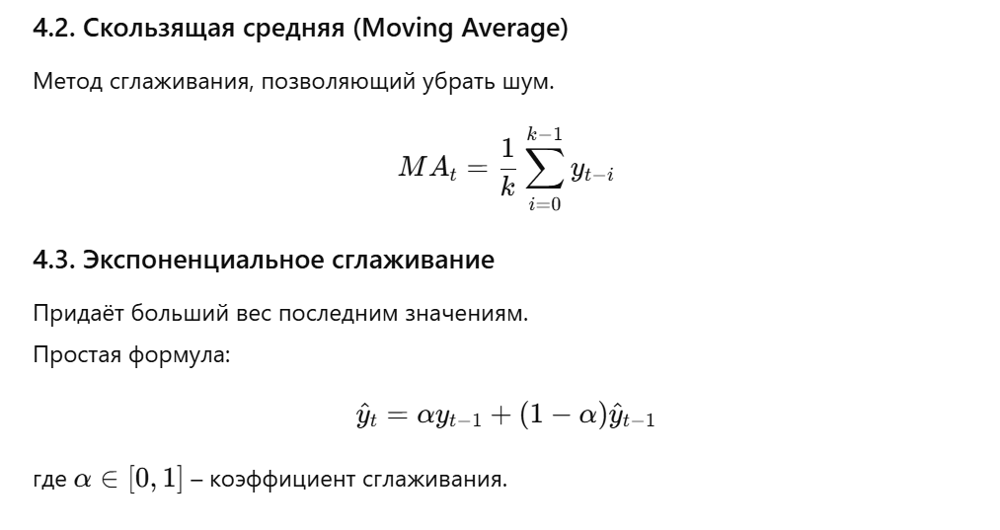 4.2. Скользящая средняя (Moving Average)
Метод сглаживания, позволяющий убрать шум.
$MA_t = \frac{1}{k} \sum_{i=0}^{k-1} y_{t-i}$
4.3. Экспоненциальное сглаживание
Придаёт больший вес последним значениям.
Простая формула:
$\hat{y}_t = \alpha y_{t-1} + (1 - \alpha)\hat{y}_{t-1}$
где $\alpha \in [0, 1]$ – коэффициент сглаживания.